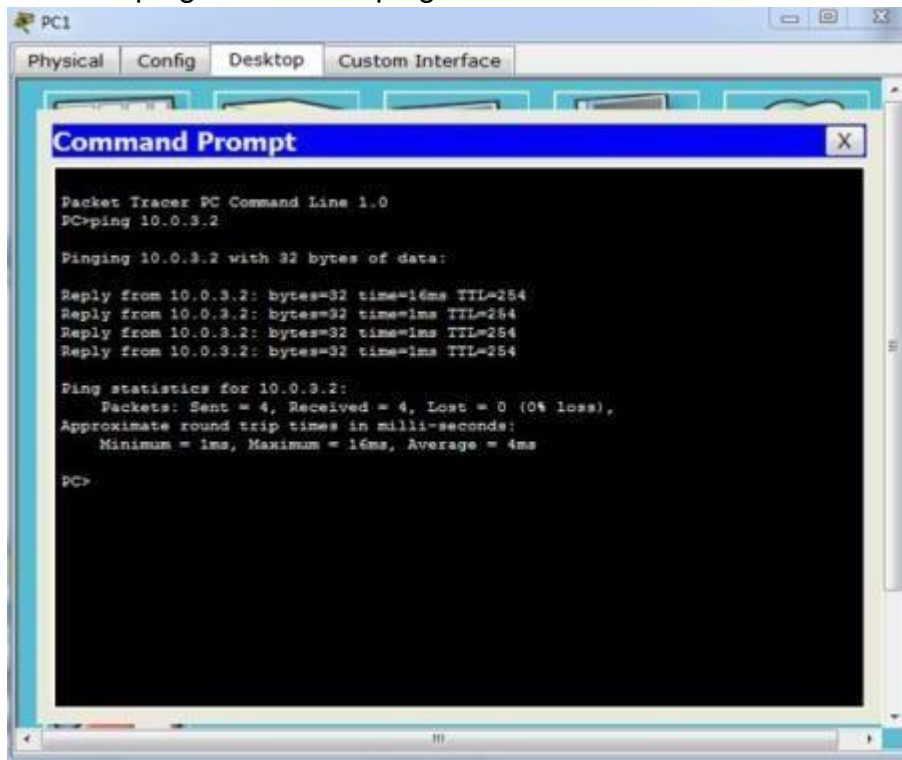 PC1
Physical Config Desktop Custom Interface
Command Prompt X
Packet Tracer PC Command Line 1.0
PC>ping 10.0.3.2
Pinging 10.0.3.2 with 32 bytes of data:
Reply from 10.0.3.2: bytes=32 time=16ms TTL=254
Reply from 10.0.3.2: bytes=32 time=1ms TTL=254
Reply from 10.0.3.2: bytes=32 time=1ms TTL=254
Reply from 10.0.3.2: bytes=32 time=1ms TTL=254
Ping statistics for 10.0.3.2:
Packets: Sent = 4, Received = 4, Lost = 0 (0% loss),
Approximate round trip times in milli-seconds:
Minimum = 1ms, Maximum = 16ms, Average = 4ms
PC>